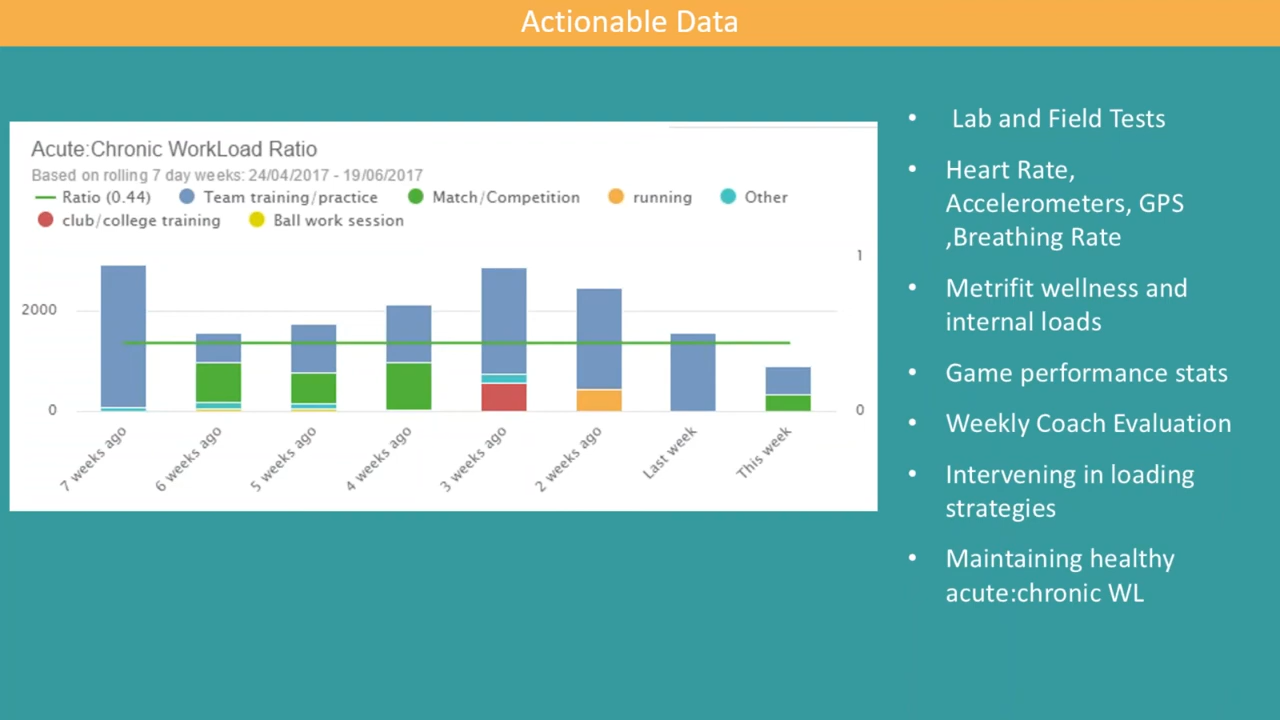 Actionable Data
Acute:Chronic WorkLoad Ratio
Based on rolling 7 day weeks: 24/04/2017 - 19/06/2017
Ratio (0.44) Team training/practice Match/Competition running Other
club/college training Ball work session
1
2000
0 0
7 weeks ago 6 weeks ago 5 weeks ago 4 weeks ago 3 weeks ago 2 weeks ago Last week This week
• Lab and Field Tests
• Heart Rate,
Accelerometers, GPS
,Breathing Rate
• Metrifit wellness and
internal loads
• Game performance stats
• Weekly Coach Evaluation
• Intervening in loading
strategies
• Maintaining healthy
acute:chronic WL